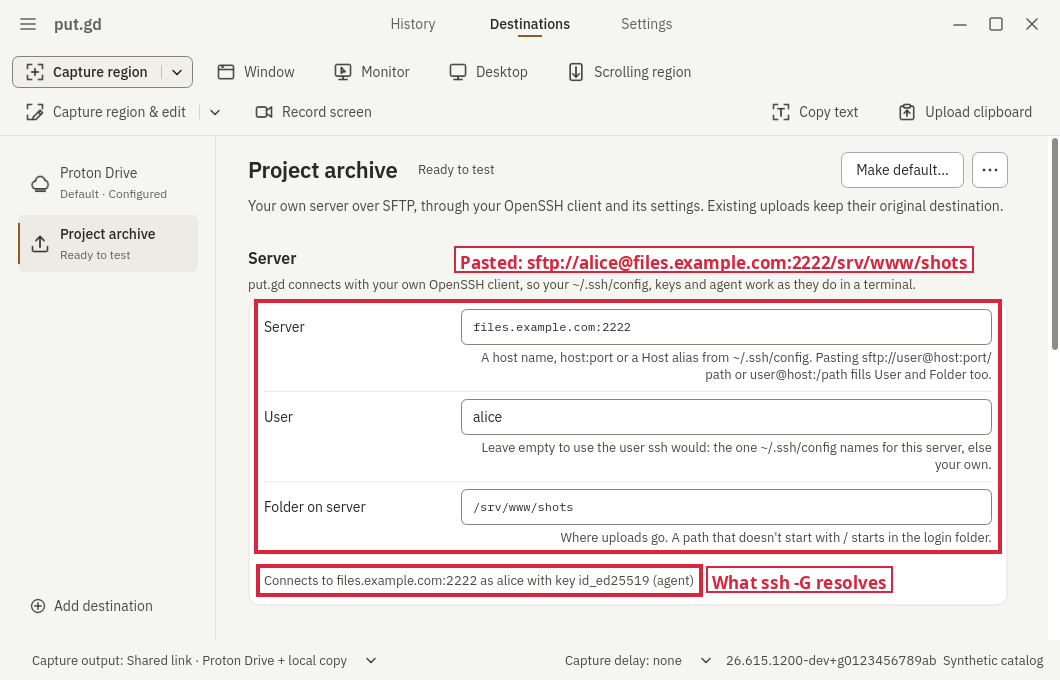 put.gd
History
Destinations
Settings
Capture region
Window
Monitor
Desktop
Scrolling region
Capture region & edit
Record screen
Copy text
Upload clipboard
Proton Drive
Default · Configured
Project archive
Ready to test
Add destination
Project archive
Ready to test
Make default...
Your own server over SFTP, through your OpenSSH client and its settings. Existing uploads keep their original destination.
Server
Pasted: sftp://alice@files.example.com:2222/srv/www/shots
put.gd connects with your own OpenSSH client, so your ~/.ssh/config, keys and agent work as they do in a terminal.
Server
files.example.com:2222
A host name, host:port or a Host alias from ~/.ssh/config. Pasting sftp://user@host:port/
path or user@host:/path fills User and Folder too.
User
alice
Leave empty to use the user ssh would: the one ~/.ssh/config names for this server, else
your own.
Folder on server
/srv/www/shots
Where uploads go. A path that doesn't start with / starts in the login folder.
Connects to files.example.com:2222 as alice with key id_ed25519 (agent)
What ssh -G resolves
Capture output: Shared link · Proton Drive + local copy
Capture delay: none
26.615.1200-dev+g0123456789ab
Synthetic catalog